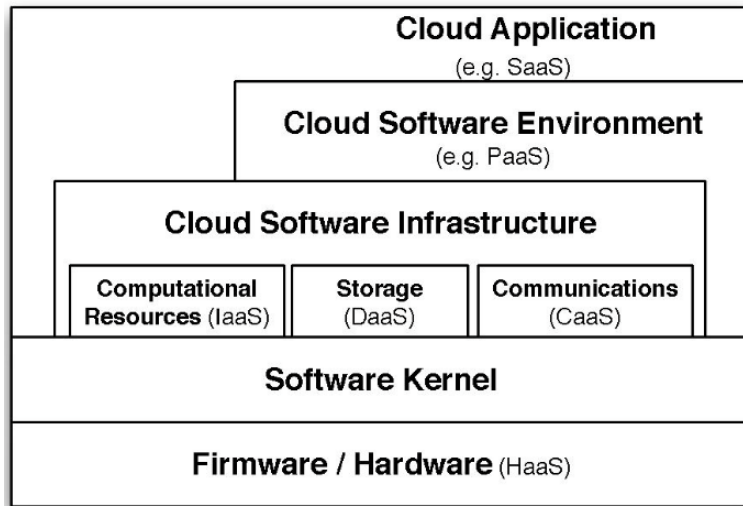 Cloud Application
(e.g. SaaS)
Cloud Software Environment
(e.g. PaaS)
Cloud Software Infrastructure
Computational
Resources (IaaS)
Storage
(DaaS)
Communications
(CaaS)
Software Kernel
Firmware / Hardware (HaaS)